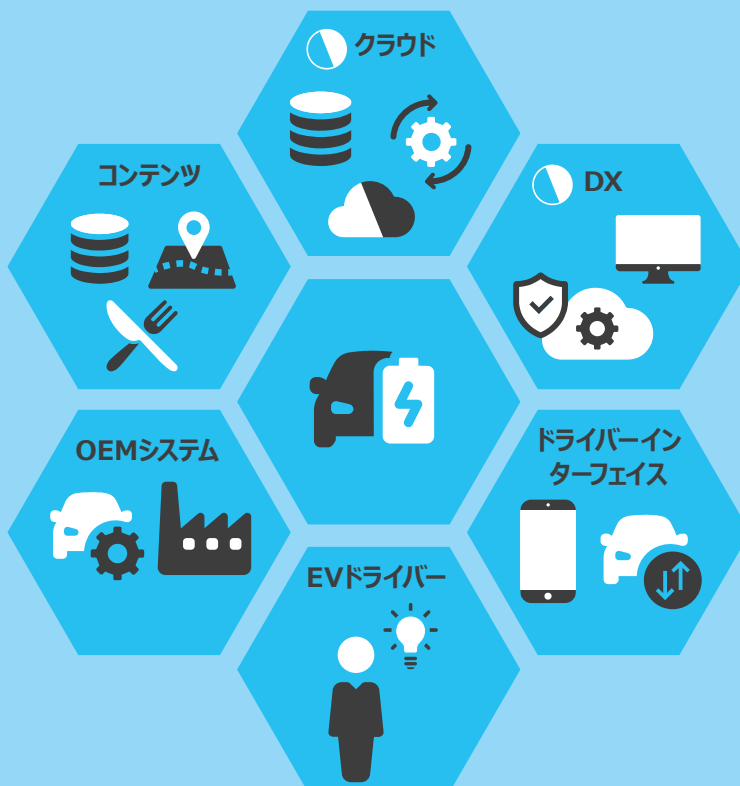 クラウド
コンテンツ
DX
OEMシステム
ドライバーイン
ターフェイス
EVドライバー